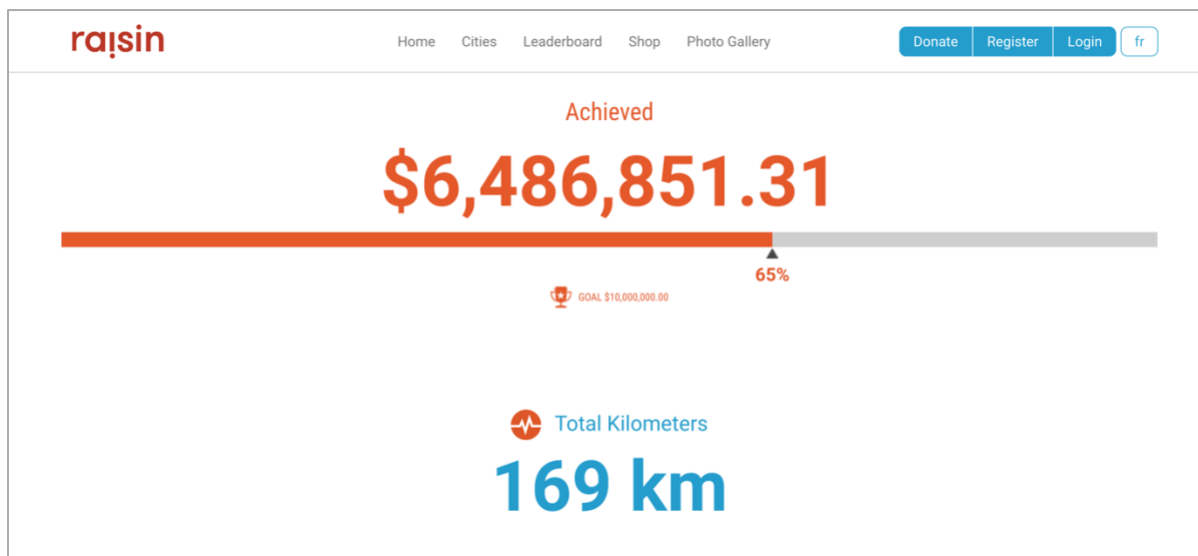 raisin Home Cities Leaderboard Shop Photo Gallery Donate Register Login fr
Achieved
$6,486,851.31
65%
GOAL $10,000,000.00
Total Kilometers
169 km